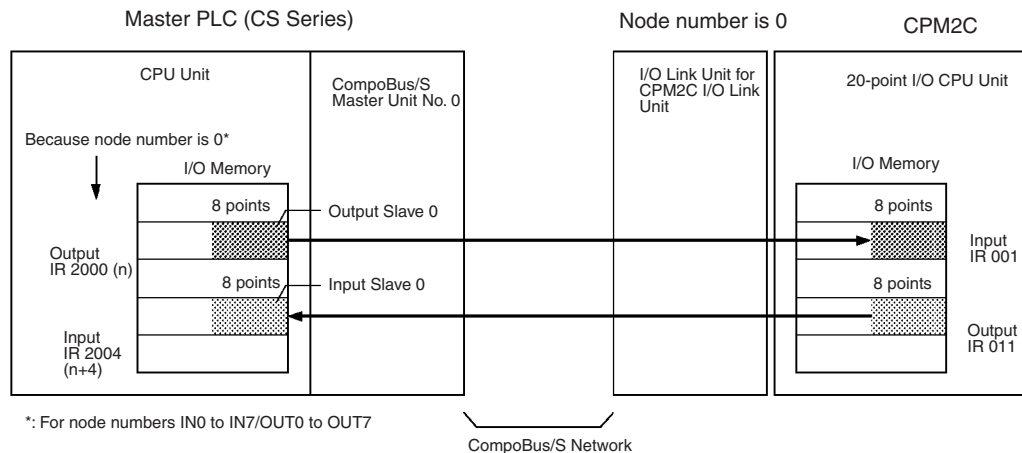 Master PLC (CS Series)
Node number is 0
CPM2C
CPU Unit
CompoBus/S
Master Unit No. 0
I/O Link Unit for
CPM2C I/O Link
Unit
20-point I/O CPU Unit
Because node number is 0*
I/O Memory
I/O Memory
8 points
Output Slave 0
8 points
Output
IR 2000 (n)
Input
IR 001
8 points
Input Slave 0
8 points
Input
IR 2004
(n+4)
Output
IR 011
*: For node numbers IN0 to IN7/OUT0 to OUT7
CompoBus/S Network